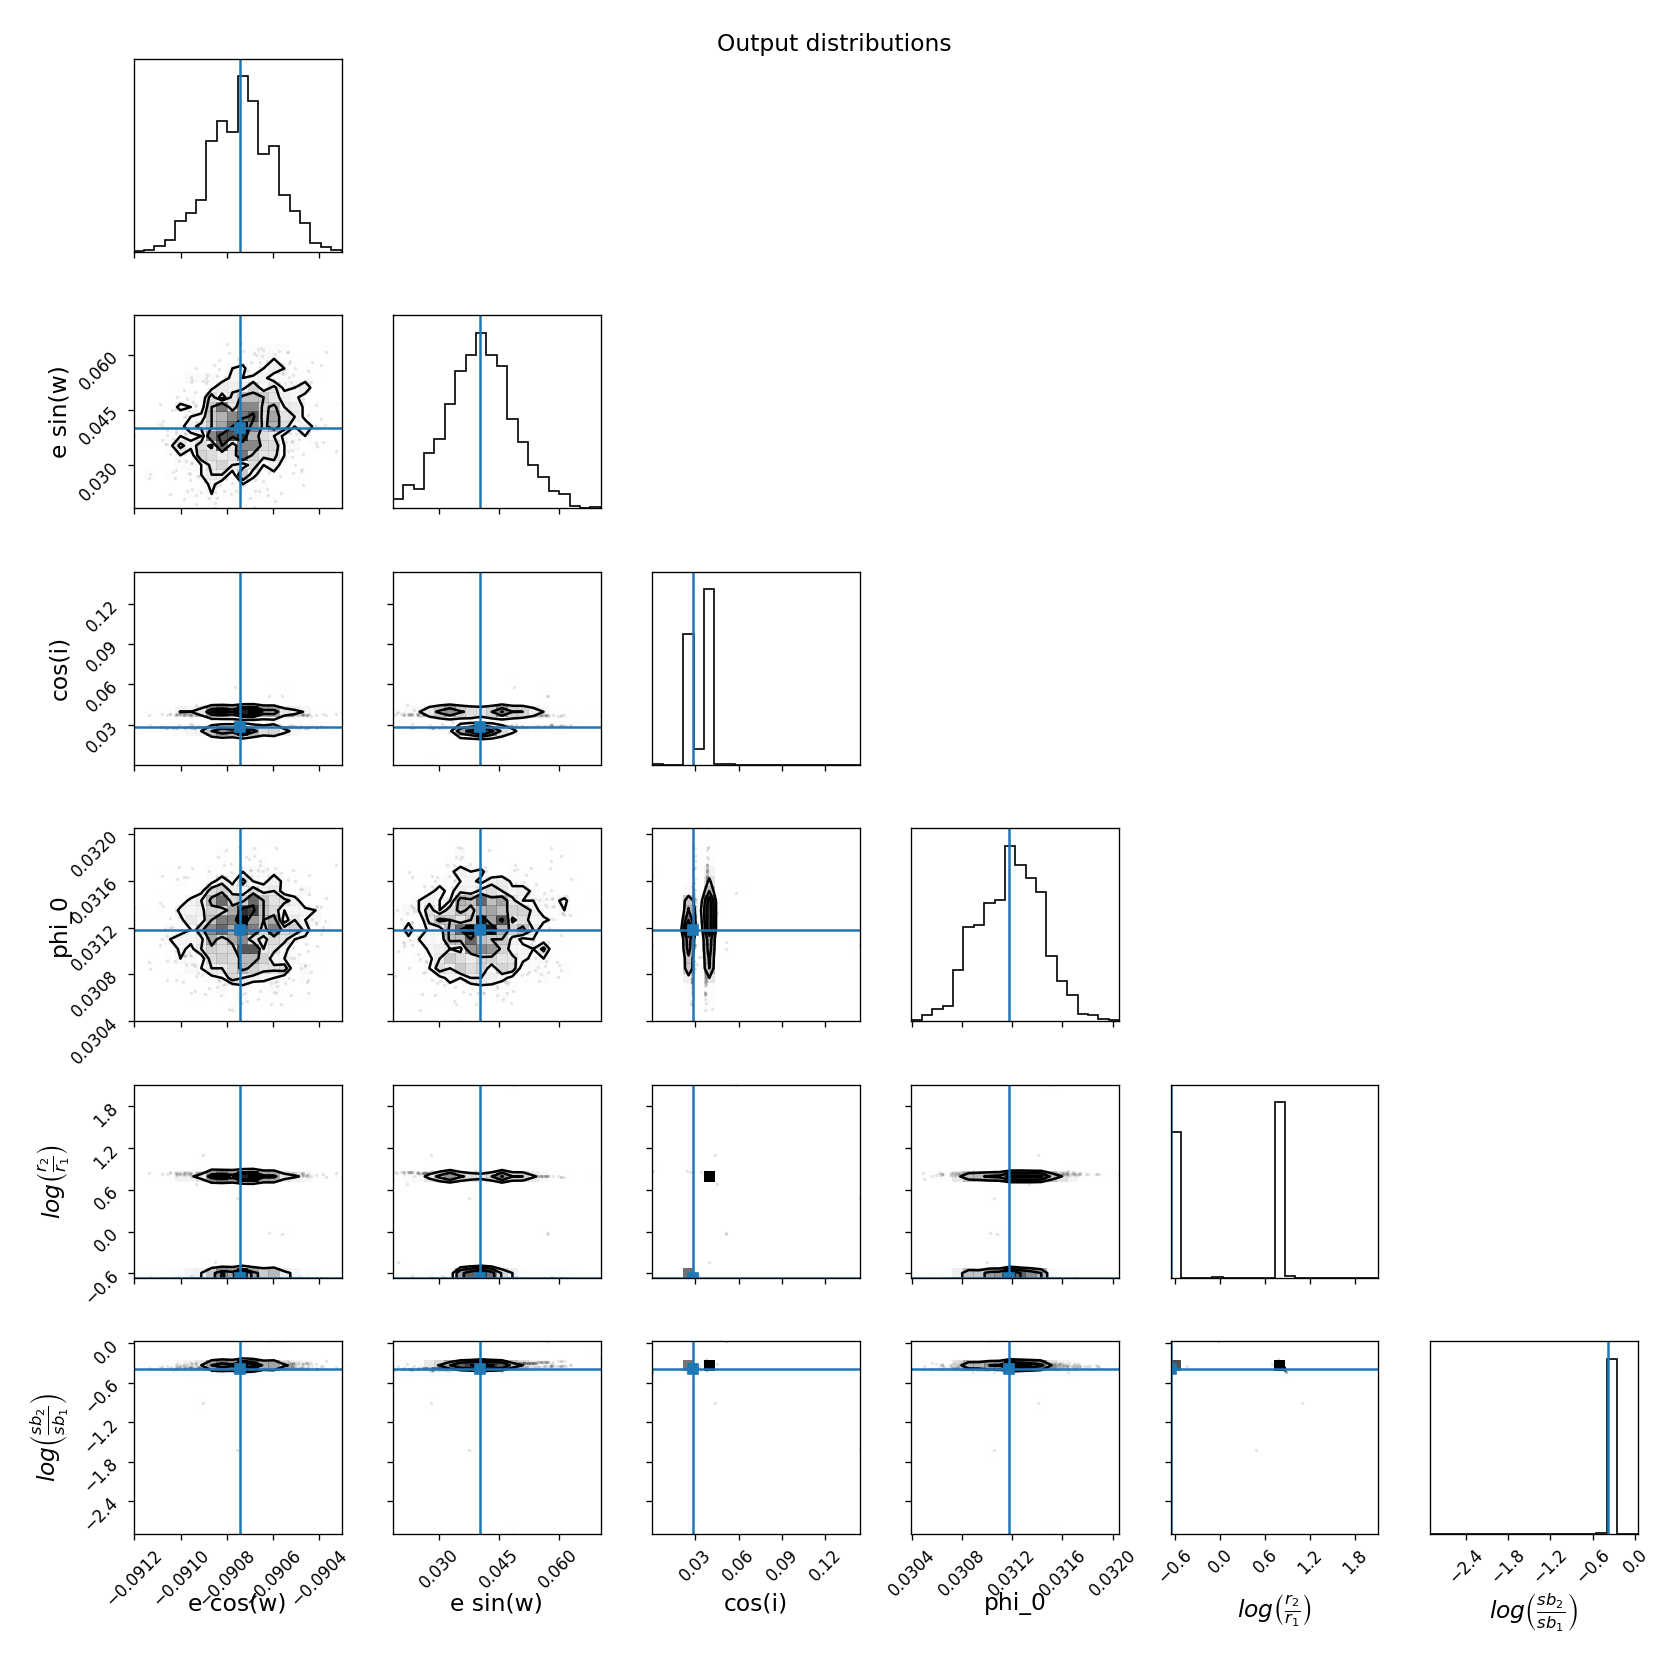 Output distributions
e sin(w)
0.060
0.045
0.030
cos(i)
0.12
0.09
0.06
0.03
phi_0
0.0320
0.0316
0.0312
0.0308
0.0304
log(r2/r1)
1.8
1.2
0.6
0.0
−0.6
log(sb2/sb1)
0.0
−0.6
−1.2
−1.8
−2.4
−0.0912 −0.0910 −0.0908 −0.0906 −0.0904
e cos(w)
0.030 0.045 0.060
e sin(w)
0.03 0.06 0.09 0.12
cos(i)
0.0304 0.0308 0.0312 0.0316 0.0320
phi_0
−0.6 0.0 0.6 1.2 1.8
log(r2/r1)
−2.4 −1.8 −1.2 −0.6 0.0
log(sb2/sb1)